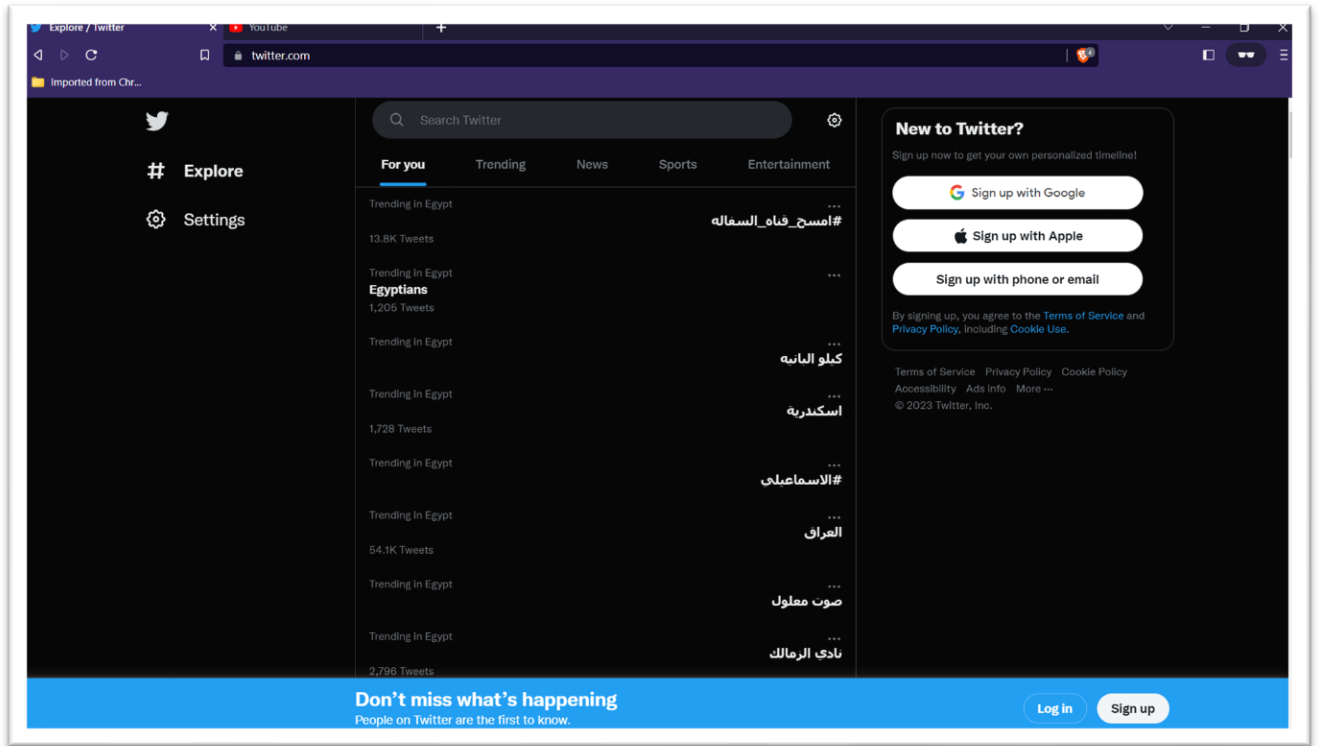 Explore / Twitter
YouTube
twitter.com
Imported from Chr...
Explore
Settings
Search Twitter
For you
Trending
News
Sports
Entertainment
Trending in Egypt
#امسح_قناه_السفاله
13.8K Tweets
Trending in Egypt
Egyptians
1,205 Tweets
Trending in Egypt
كيلو البانيه
Trending in Egypt
اسكندرية
1,728 Tweets
Trending in Egypt
#الاسماعيلي
Trending in Egypt
العراق
54.1K Tweets
Trending in Egypt
صوت معلول
Trending in Egypt
نادي الزمالك
2,796 Tweets
New to Twitter?
Sign up now to get your own personalized timeline!
Sign up with Google
Sign up with Apple
Sign up with phone or email
By signing up, you agree to the Terms of Service and
Privacy Policy, including Cookie Use.
Terms of Service Privacy Policy Cookie Policy
Accessibility Ads info More ···
© 2023 Twitter, Inc.
Don't miss what's happening
People on Twitter are the first to know.
Log in
Sign up